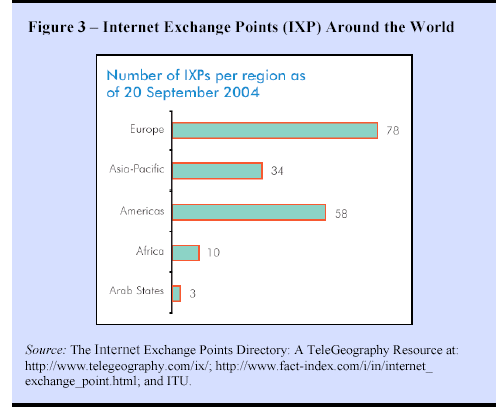 Figure 3 – Internet Exchange Points (IXP) Around the World
Number of IXPs per region as
of 20 September 2004
Europe 78
Asia-Pacific 34
Americas 58
Africa 10
Arab States 3
Source: The Internet Exchange Points Directory: A TeleGeography Resource at:
http://www.telegeography.com/ix/; http://www.fact-index.com/i/in/internet_
exchange_point.html; and ITU.